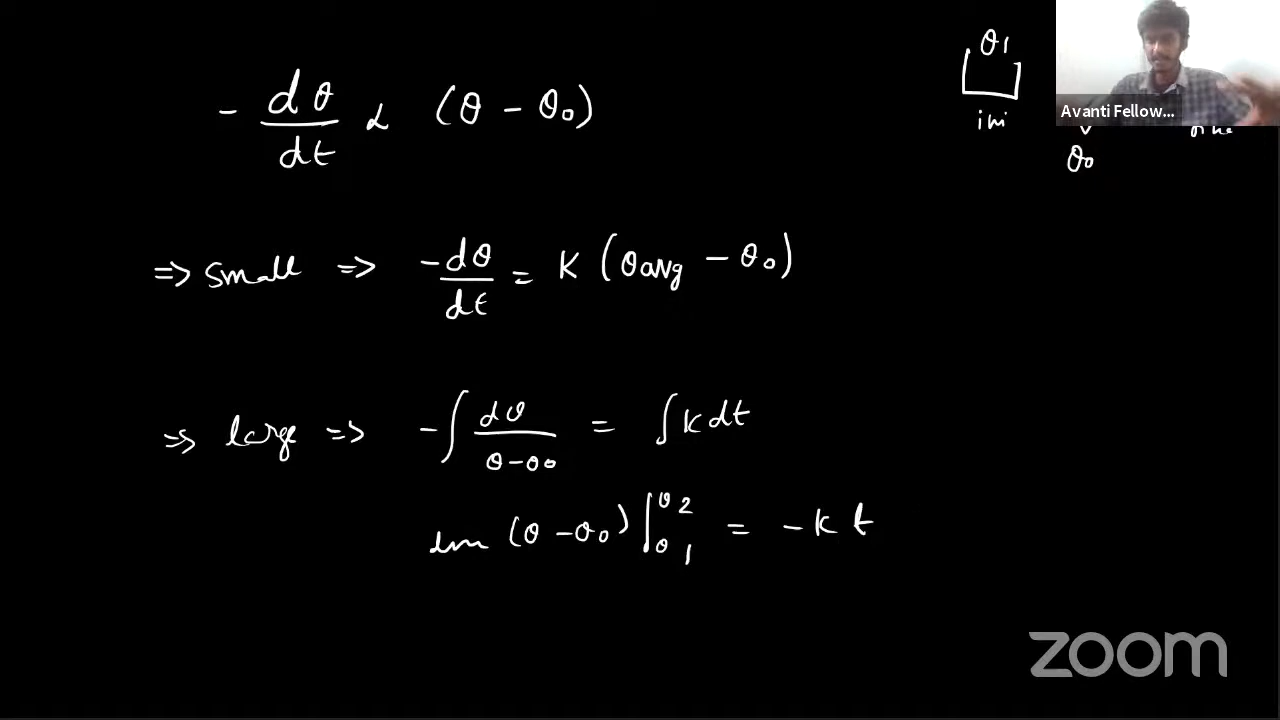 - dθ/dt α (θ - θ₀)
θ1
ini
θ₀
Avanti Fellow...
=> small => -dθ/dt = K (θavg - θ₀)
=> large => -∫ dθ/θ-θ₀ = ∫ K dt
ln (θ - θ₀) |θ1 θ2 = - K t
zoom